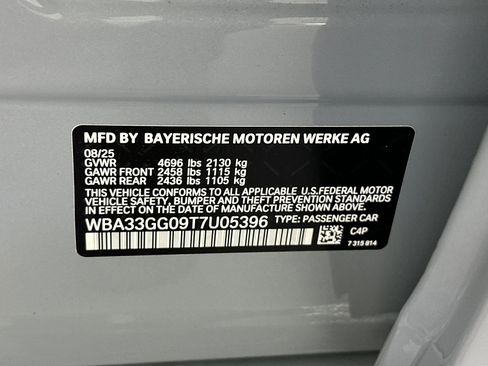 MFD BY BAYERISCHE MOTOREN WERKE AG
08/25
GVWR 4696 lbs 2130 kg
GAWR FRONT 2458 lbs 1115 kg
GAWR REAR 2436 lbs 1105 kg
THIS VEHICLE CONFORMS TO ALL APPLICABLE U.S.FEDERAL MOTOR
VEHICLE SAFETY, BUMPER AND THEFT PREVENTION STANDARDS
IN EFFECT ON THE DATE OF MANUFACTURE SHOWN ABOVE.
WBA33GG09T7U05396 TYPE: PASSENGER CAR
C4P
7 315 814